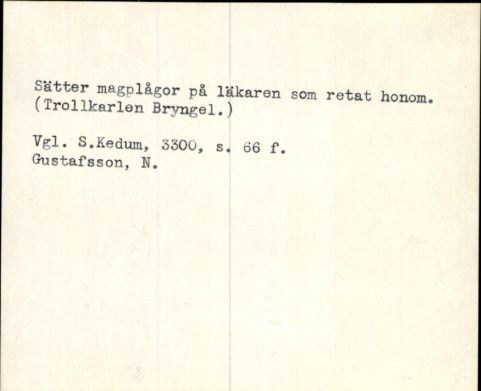 Sätter magplågor på läkaren som retat honom.
(Trollkarlen Bryngel.)
Vgl. S.Kedum, 3300, s. 66 f.
Gustafsson, N.